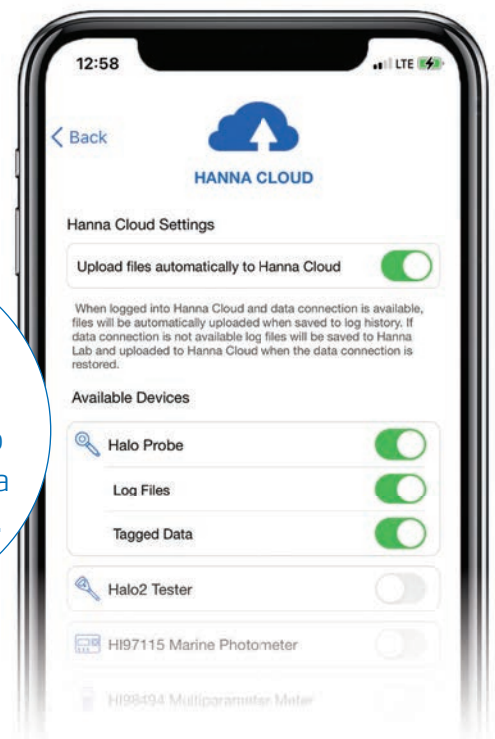 12:58
LTE
Back
HANNA CLOUD
Hanna Cloud Settings
Upload files automatically to Hanna Cloud
When logged into Hanna Cloud and data connection is available,
files will be automatically uploaded when saved to log history. If
data connection is not available log files will be saved to Hanna
Lab and uploaded to Hanna Cloud when the data connection is
restored.
Available Devices
Halo Probe
Log Files
Tagged Data
Halo2 Tester
HI97115 Marine Photometer
HI98494 Multiparameter Meter